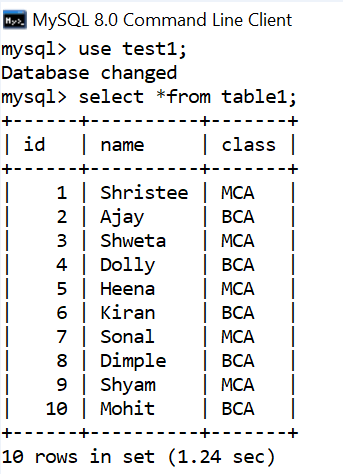 MySQL 8.0 Command Line Client
mysql> use test1;
Database changed
mysql> select *from table1;
+------+----------+-------+
| id   | name     | class |
+------+----------+-------+
|    1 | Shristee | MCA   |
|    2 | Ajay     | BCA   |
|    3 | Shweta   | MCA   |
|    4 | Dolly    | BCA   |
|    5 | Heena    | MCA   |
|    6 | Kiran    | BCA   |
|    7 | Sonal    | MCA   |
|    8 | Dimple   | BCA   |
|    9 | Shyam    | MCA   |
|   10 | Mohit    | BCA   |
+------+----------+-------+
10 rows in set (1.24 sec)